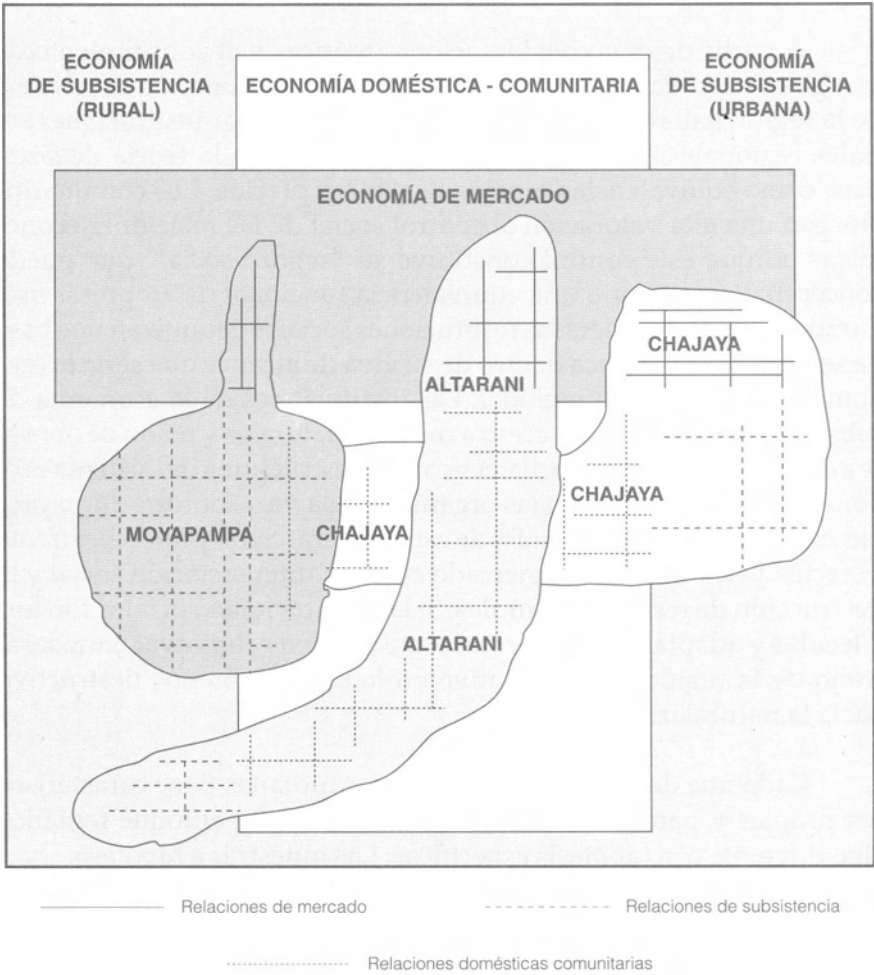 ECONOMÍA
DE SUBSISTENCIA
(RURAL)
ECONOMÍA DOMÉSTICA - COMUNITARIA
ECONOMÍA
DE SUBSISTENCIA
(URBANA)
ECONOMÍA DE MERCADO
CHAJAYA
ALTARANI
CHAJAYA
MOYAPAMPA
CHAJAYA
ALTARANI
Relaciones de mercado
Relaciones de subsistencia
Relaciones domésticas comunitarias